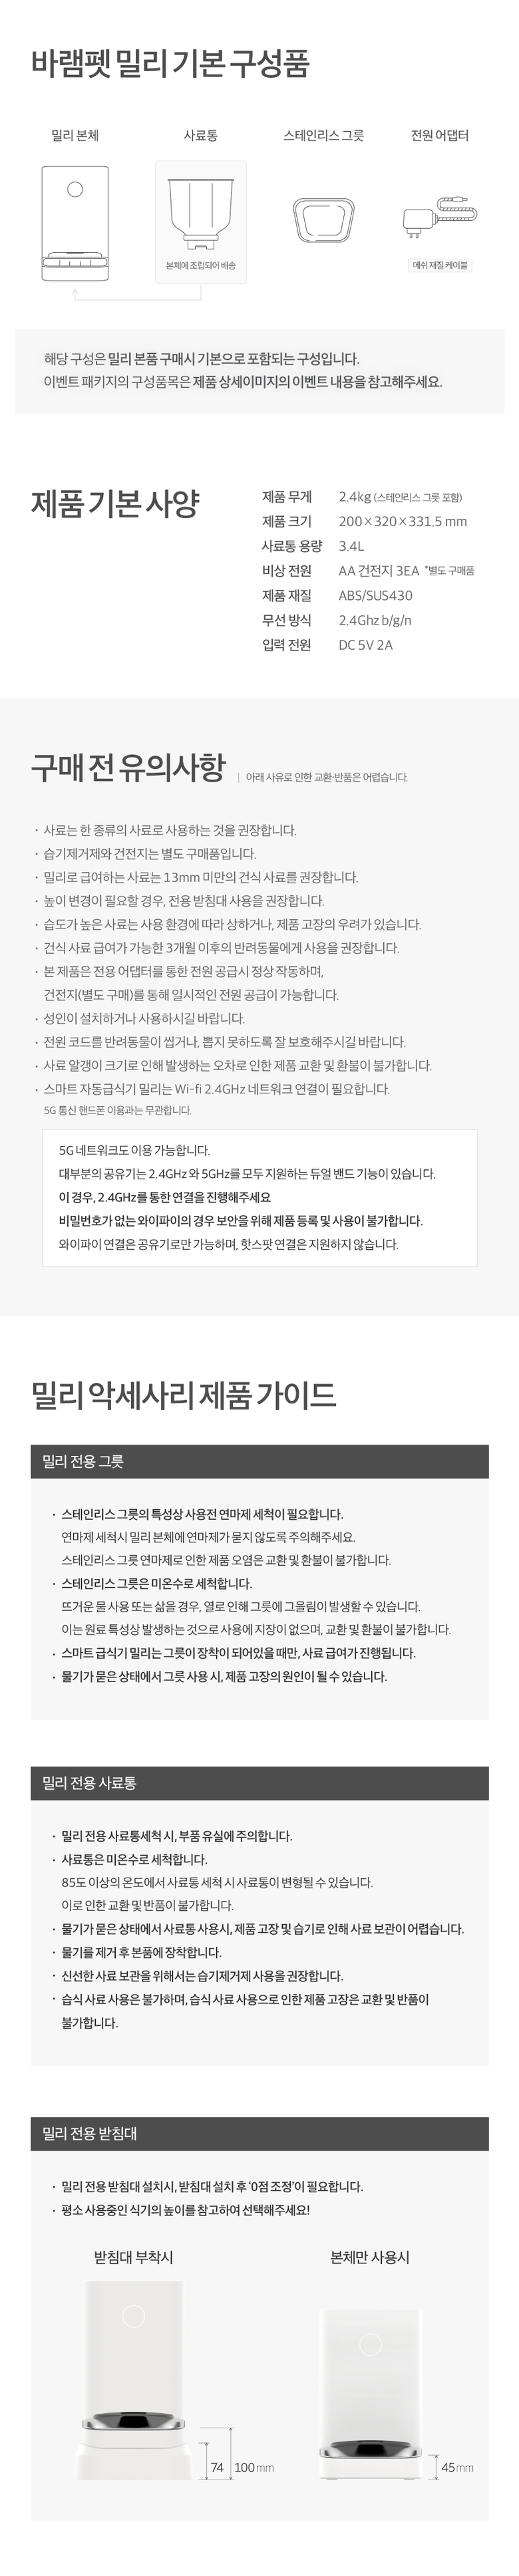 바램펫 밀리 기본 구성품
밀리 본체
사료통
스테인리스 그릇
전원 어댑터
본체에 조립되어 배송
메쉬 재질 케이블
해당 구성은 밀리 본품 구매시 기본으로 포함되는 구성입니다.
이벤트 패키지의 구성품목은 제품 상세이미지의 이벤트 내용을 참고해주세요.
제품 기본 사양
제품 무게 2.4kg (스테인리스 그릇 포함)
제품 크기 200×320×331.5 mm
사료통 용량 3.4L
비상 전원 AA 건전지 3EA *별도 구매품
제품 재질 ABS/SUS430
무선 방식 2.4Ghz b/g/n
입력 전원 DC 5V 2A
구매 전 유의사항 | 아래 사유로 인한 교환·반품은 어렵습니다.
· 사료는 한 종류의 사료로 사용하는 것을 권장합니다.
· 습기제거제와 건전지는 별도 구매품입니다.
· 밀리로 급여하는 사료는 13mm 미만의 건식 사료를 권장합니다.
· 높이 변경이 필요할 경우, 전용 받침대 사용을 권장합니다.
· 습도가 높은 사료는 사용 환경에 따라 상하거나, 제품 고장의 우려가 있습니다.
· 건식 사료 급여가 가능한 3개월 이후의 반려동물에게 사용을 권장합니다.
· 본 제품은 전용 어댑터를 통한 전원 공급시 정상 작동하며,
건전지(별도 구매)를 통해 일시적인 전원 공급이 가능합니다.
· 성인이 설치하거나 사용하시길 바랍니다.
· 전원 코드를 반려동물이 씹거나, 뽑지 못하도록 잘 보호해주시길 바랍니다.
· 사료 알갱이 크기로 인해 발생하는 오차로 인한 제품 교환 및 환불이 불가합니다.
· 스마트 자동급식기 밀리는 Wi-fi 2.4GHz 네트워크 연결이 필요합니다.
5G 통신 핸드폰 이용과는 무관합니다.
5G 네트워크도 이용 가능합니다.
대부분의 공유기는 2.4GHz 와 5GHz를 모두 지원하는 듀얼 밴드 기능이 있습니다.
이 경우, 2.4GHz를 통한 연결을 진행해주세요
비밀번호가 없는 와이파이의 경우 보안을 위해 제품 등록 및 사용이 불가합니다.
와이파이 연결은 공유기로만 가능하며, 핫스팟 연결은 지원하지 않습니다.
밀리 악세사리 제품 가이드
밀리 전용 그릇
· 스테인리스 그릇의 특성상 사용전 연마제 세척이 필요합니다.
연마제 세척시 밀리 본체에 연마제가 묻지 않도록 주의해주세요.
스테인리스 그릇 연마제로 인한 제품 오염은 교환 및 환불이 불가합니다.
· 스테인리스 그릇은 미온수로 세척합니다.
뜨거운 물 사용 또는 삶을 경우, 열로 인해 그릇에 그을림이 발생할 수 있습니다.
이는 원료 특성상 발생하는 것으로 사용에 지장이 없으며, 교환 및 환불이 불가합니다.
· 스마트 급식기 밀리는 그릇이 장착이 되어있을 때만, 사료 급여가 진행됩니다.
· 물기가 묻은 상태에서 그릇 사용 시, 제품 고장의 원인이 될 수 있습니다.
밀리 전용 사료통
· 밀리 전용 사료통세척 시, 부품 유실에 주의합니다.
· 사료통은 미온수로 세척합니다.
85도 이상의 온도에서 사료통 세척 시 사료통이 변형될 수 있습니다.
이로 인한 교환 및 반품이 불가합니다.
· 물기가 묻은 상태에서 사료통 사용시, 제품 고장 및 습기로 인해 사료 보관이 어렵습니다.
· 물기를 제거 후 본품에 장착합니다.
· 신선한 사료 보관을 위해서는 습기제거제 사용을 권장합니다.
· 습식 사료 사용은 불가하며, 습식 사료 사용으로 인한 제품 고장은 교환 및 반품이
불가합니다.
밀리 전용 받침대
· 밀리 전용 받침대 설치시, 받침대 설치 후 ‘0점 조정’이 필요합니다.
· 평소 사용중인 식기의 높이를 참고하여 선택해주세요!
받침대 부착시
본체만 사용시
74
100 mm
45 mm